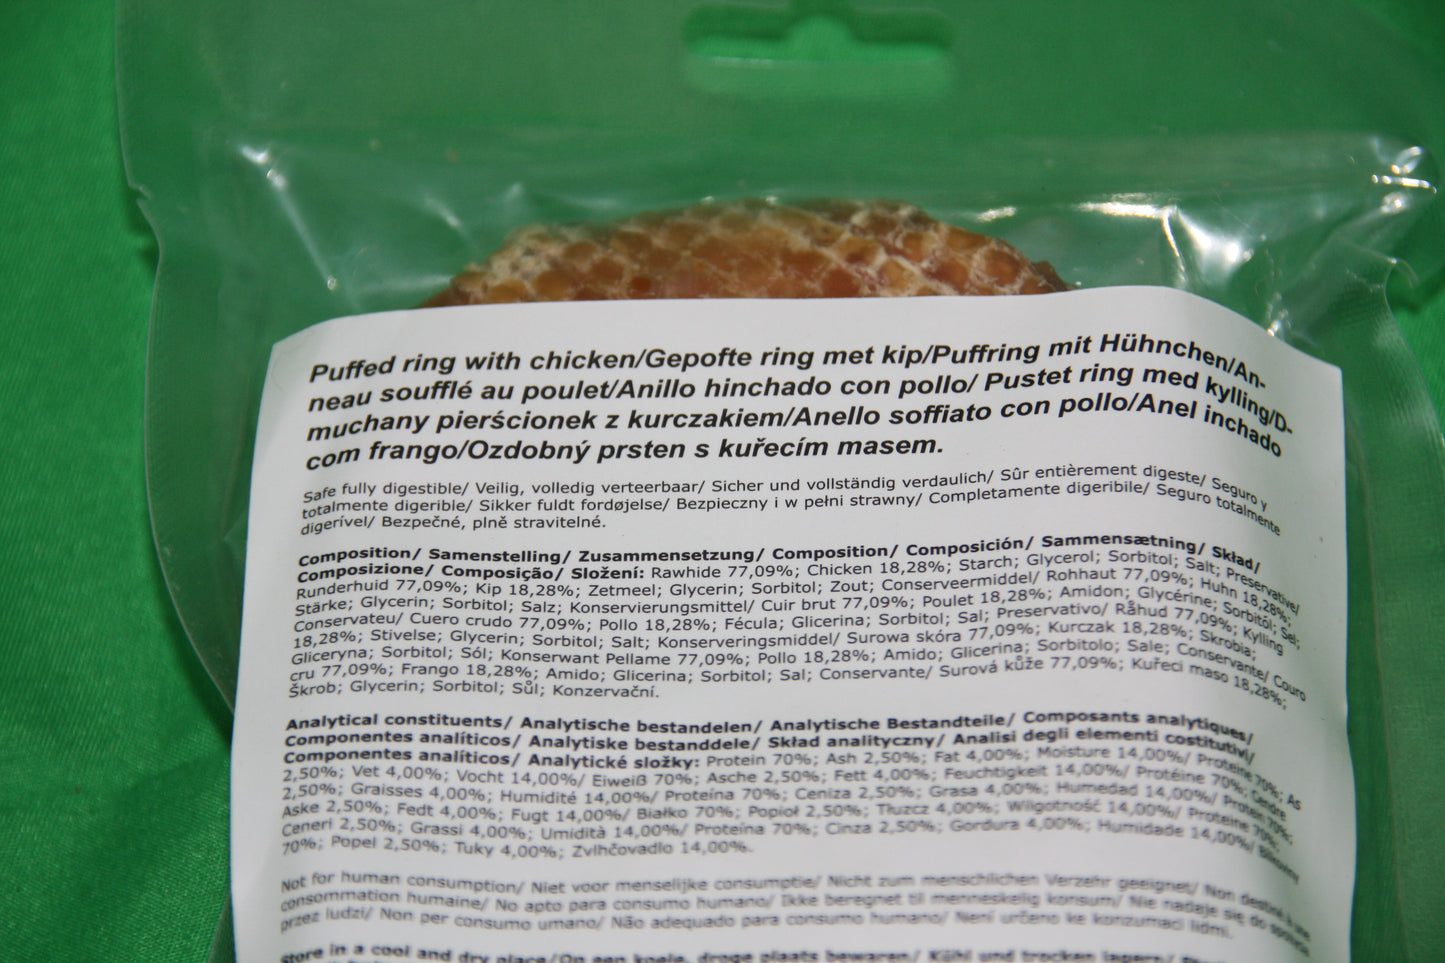 Puffed ring with chicken/Gepofte ring met kip/Puffring mit Hühnchen/An-
neau soufflé au poulet/Anillo hinchado con pollo/ Pustet ring med kylling/D-
muchany pierścionek z kurczakiem/Anello soffiato con pollo/Anel inchado
com frango/Ozdobný prsten s kuřecím masem.
Safe fully digestible/ Veilig, volledig verteerbaar/ Sicher und vollständig verdaulich/ Sûr entièrement digeste/ Seguro y
totalmente digerible/ Sikker fuldt fordøjelse/ Bezpieczny i w pełni strawny/ Completamente digeribile/ Seguro totalmente
digerível/ Bezpečné, plně stravitelné.
Composition/ Samenstelling/ Zusammensetzung/ Composition/ Composición/ Sammensætning/ Skład/
Composizione/ Composição/ Složení: Rawhide 77,09%; Chicken 18,28%; Starch; Glycerol; Sorbitol; Salt; Preservative/
Runderhuid 77,09%; Kip 18,28%; Zetmeel; Glycerin; Sorbitol; Zout; Conserveermiddel/ Rohhaut 77,09%; Huhn 18,28%;
Stärke; Glycerin; Sorbitol; Salz; Konservierungsmittel/ Cuir brut 77,09%; Poulet 18,28%; Amidon; Glycérine; Sorbitol; Sel;
Conservateu/ Cuero crudo 77,09%; Pollo 18,28%; Fécula; Glicerina; Sorbitol; Sal; Preservativo/ Råhud 77,09%; Kylling
18,28%; Stivelse; Glycerin; Sorbitol; Salt; Konserveringsmiddel/ Surowa skóra 77,09%; Kurczak 18,28%; Skrobia;
Gliceryna; Sorbitol; Sól; Konserwant Pellame 77,09%; Pollo 18,28%; Amido; Glicerina; Sorbitolo; Sale; Conservante/ Couro
cru 77,09%; Frango 18,28%; Amido; Glicerina; Sorbitol; Sal; Conservante/ Surová kůže 77,09%; Kuřecí maso 18,28%;
Škrob; Glycerin; Sorbitol; Sůl; Konzervační.
Analytical constituents/ Analytische bestandelen/ Analytische Bestandteile/ Composants analytiques/
Componentes analíticos/ Analytiske bestanddele/ Skład analityczny/ Analisi degli elementi costitutivi/
Componentes analíticos/ Analytické složky: Protein 70%; Ash 2,50%; Fat 4,00%; Moisture 14,00%/ Proteine 70%; As
2,50%; Vet 4,00%; Vocht 14,00%/ Eiweiß 70%; Asche 2,50%; Fett 4,00%; Feuchtigkeit 14,00%/ Protéine 70%; Cendre
2,50%; Graisses 4,00%; Humidité 14,00%/ Proteína 70%; Ceniza 2,50%; Grasa 4,00%; Humedad 14,00%/ Protein 70%;
Aske 2,50%; Fedt 4,00%; Fugt 14,00%/ Białko 70%; Popioł 2,50%; Tłuzcz 4,00%; Wilgotność 14,00%/ Proteine 70%;
Ceneri 2,50%; Grassi 4,00%; Umidità 14,00%/ Proteína 70%; Cinza 2,50%; Gordura 4,00%; Humidade 14,00%/ Bílkoviny
70%; Popel 2,50%; Tuky 4,00%; Zvlhčovadlo 14,00%.
Not for human consumption/ Niet voor menselijke consumptie/ Nicht zum menschlichen Verzehr geeignet/ Non destiné à une
consommation humaine/ No apto para consumo humano/ Ikke beregnet til menneskelig konsum/ Nie nadaje się do spożycia
przez ludzi/ Non per consumo umano/ Não adequado para consumo humano/ Není určeno ke konzumaci lidmi.
store in a cool and dry place/Op een koele, droge plaats bewaren/ Kühl und trocken lagern/